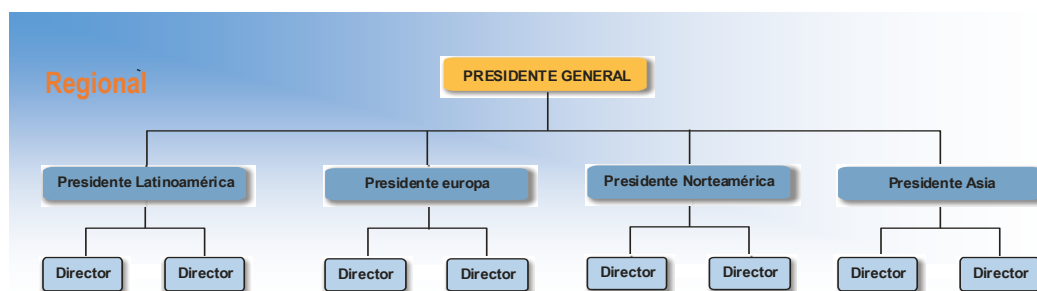 Regional
PRESIDENTE GENERAL
Presidente Latinoamérica
Presidente europa
Presidente Norteamérica
Presidente Asia
Director
Director
Director
Director
Director
Director
Director
Director